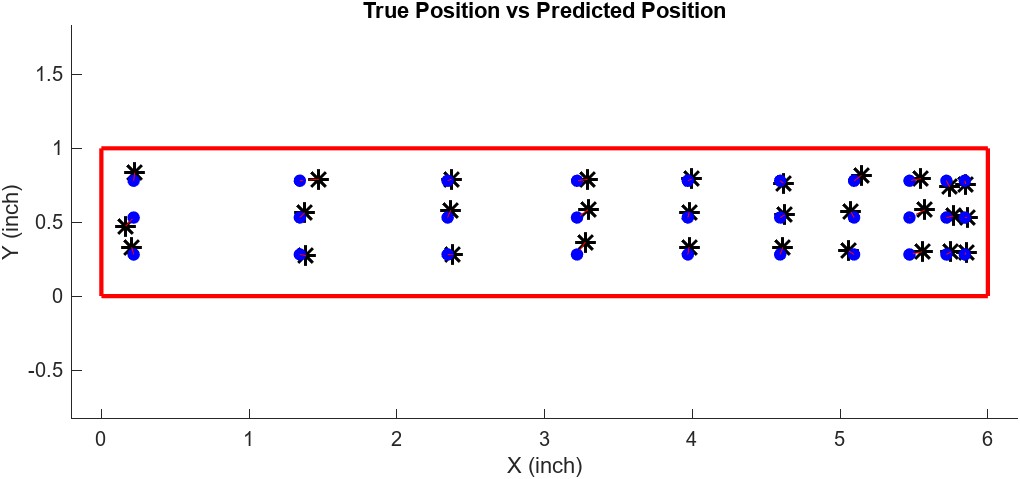 True Position vs Predicted Position
1.5
1
0.5
0
-0.5
Y (inch)
0 1 2 3 4 5 6
X (inch)